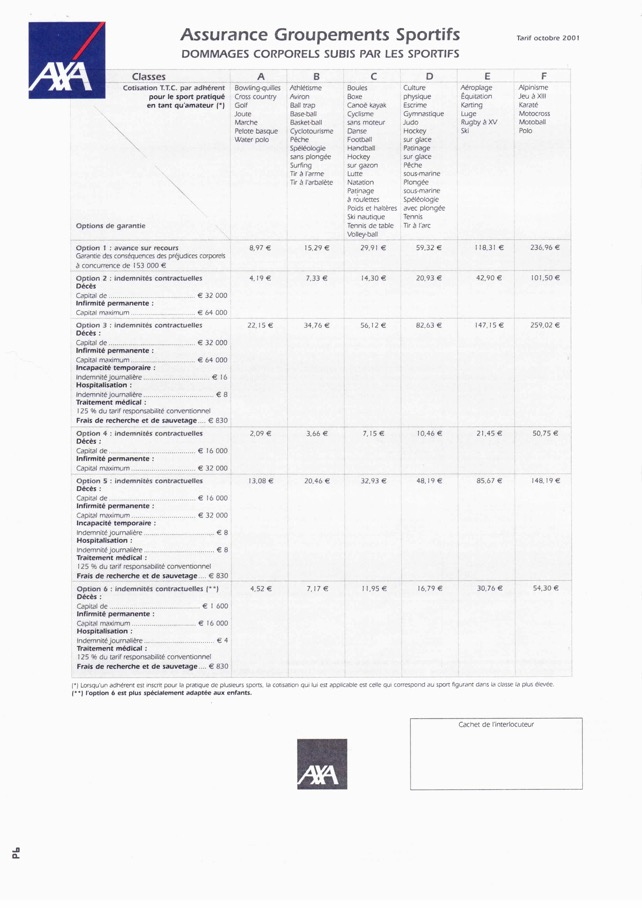 AXA
Assurance Groupements Sportifs
DOMMAGES CORPORELS SUBIS PAR LES SPORTIFS
Tarif octobre 2001
Classes
Cotisation T.T.C. par adhérent
pour le sport pratiqué
en tant qu'amateur (*)
Options de garantie
A
Bowling-quilles
Cross country
Golf
Joute
Marche
Pelote basque
Water polo
B
Athlétisme
Aviron
Ball trap
Base-ball
Basket-ball
Cyclotourisme
Pêche
Spéléologie
sans plongée
Surfing
Tir à l'arme
Tir à l'arbalète
C
Boules
Boxe
Canoë kayak
Cyclisme
sans moteur
Danse
Football
Handball
Hockey
sur gazon
Lutte
Natation
Patinage
à roulettes
Poids et haltères
Ski nautique
Tennis de table
Volley-ball
D
Culture
physique
Escrime
Gymnastique
Judo
Hockey
sur glace
Patinage
sur glace
Pêche
sous-marine
Plongée
sous-marine
Spéléologie
avec plongée
Tennis
Tir à l'arc
E
Aéroplage
Équitation
Karting
Luge
Rugby à XV
Ski
F
Alpinisme
Jeu à XIII
Karaté
Motocross
Motoball
Polo
Option 1 : avance sur recours 8,97 € 15,29 € 29,91 € 59,32 € 118,31 € 236,96 €
Garantie des conséquences des préjudices corporels
à concurrence de 153 000 €
Option 2 : indemnités contractuelles 4,19 € 7,33 € 14,30 € 20,93 € 42,90 € 101,50 €
Décès
Capital de ........ € 32 000
Infirmité permanente :
Capital maximum ........ € 64 000
Option 3 : indemnités contractuelles 22,15 € 34,76 € 56,12 € 82,63 € 147,15 € 259,02 €
Décès :
Capital de ........ € 32 000
Infirmité permanente :
Capital maximum ........ € 64 000
Incapacité temporaire :
Indemnité journalière ........ € 16
Hospitalisation :
Indemnité journalière ........ € 8
Traitement médical :
125 % du tarif responsabilité conventionnel
Frais de recherche et de sauvetage .... € 830
Option 4 : indemnités contractuelles 2,09 € 3,66 € 7,15 € 10,46 € 21,45 € 50,75 €
Décès :
Capital de ........ € 16 000
Infirmité permanente :
Capital maximum ........ € 32 000
Option 5 : indemnités contractuelles 13,08 € 20,46 € 32,93 € 48,19 € 85,67 € 148,19 €
Décès :
Capital de ........ € 16 000
Infirmité permanente :
Capital maximum ........ € 32 000
Incapacité temporaire :
Indemnité journalière ........ € 8
Hospitalisation :
Indemnité journalière ........ € 8
Traitement médical :
125 % du tarif responsabilité conventionnel
Frais de recherche et de sauvetage .... € 830
Option 6 : indemnités contractuelles (**) 4,52 € 7,17 € 11,95 € 16,79 € 30,76 € 54,30 €
Décès :
Capital de ........ € 1 600
Infirmité permanente :
Capital maximum ........ € 16 000
Hospitalisation :
Indemnité journalière ........ € 4
Traitement médical :
125 % du tarif responsabilité conventionnel
Frais de recherche et de sauvetage .... € 830
(*) Lorsqu'un adhérent est inscrit pour la pratique de plusieurs sports, la cotisation qui lui est applicable est celle qui correspond au sport figurant dans la classe la plus élevée.
(**) l'option 6 est plus spécialement adaptée aux enfants.
Cachet de l'interlocuteur
AXA
Pb